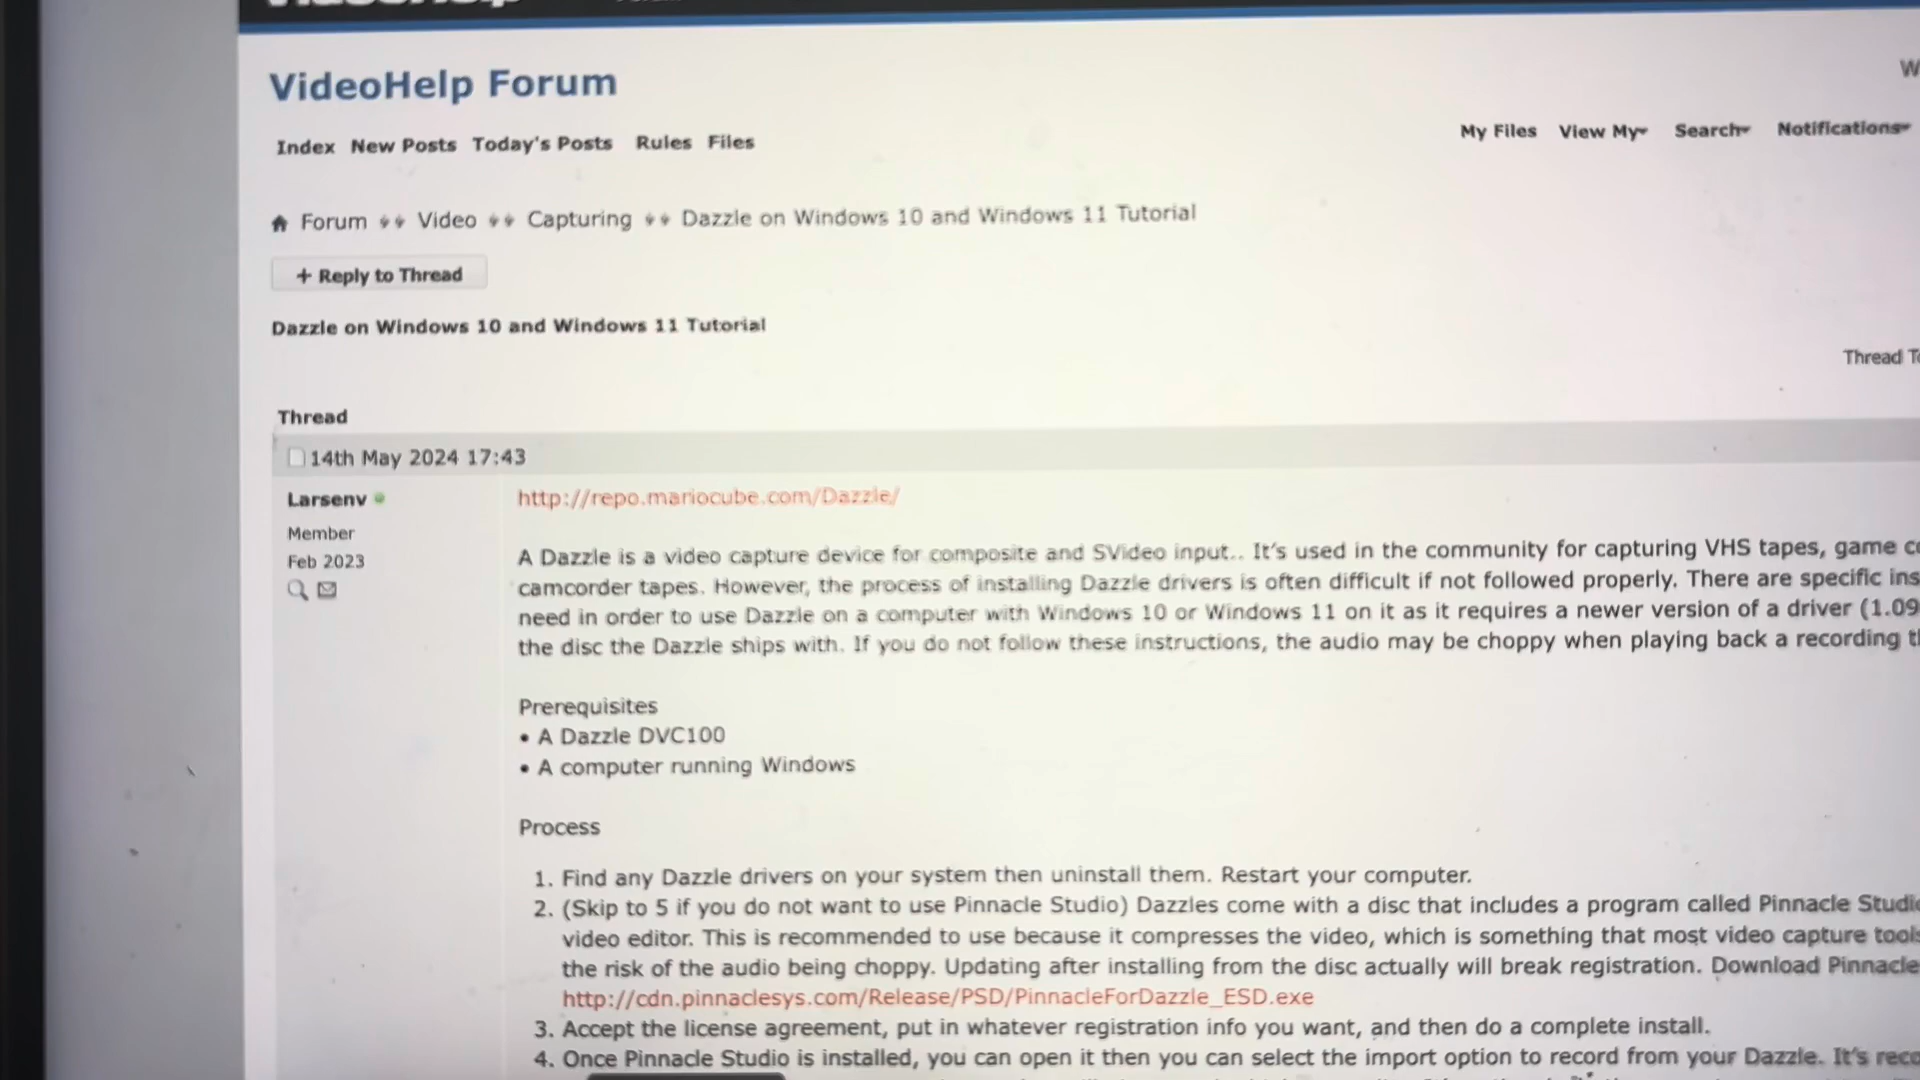 VideoHelp Forum
W
Index New Posts Today's Posts Rules Files
My Files View My Search Notifications
Forum Video Capturing Dazzle on Windows 10 and Windows 11 Tutorial
+ Reply to Thread
Dazzle on Windows 10 and Windows 11 Tutorial
Thread
Thread
14th May 2024 17:43
Larsenv
Member
Feb 2023
http://repo.mariocube.com/Dazzle/
A Dazzle is a video capture device for composite and SVideo input.. It's used in the community for capturing VHS tapes, game
camcorder tapes. However, the process of installing Dazzle drivers is often difficult if not followed properly. There are specific
need in order to use Dazzle on a computer with Windows 10 or Windows 11 on it as it requires a newer version of a driver (1.09
the disc the Dazzle ships with. If you do not follow these instructions, the audio may be choppy when playing back a recording
Prerequisites
• A Dazzle DVC100
• A computer running Windows
Process
1. Find any Dazzle drivers on your system then uninstall them. Restart your computer.
2. (Skip to 5 if you do not want to use Pinnacle Studio) Dazzles come with a disc that includes a program called Pinnacle Studio
video editor. This is recommended to use because it compresses the video, which is something that most video capture tools
the risk of the audio being choppy. Updating after installing from the disc actually will break registration. Download Pinnacle
http://cdn.pinnaclesys.com/Release/PSD/PinnacleForDazzle_ESD.exe
3. Accept the license agreement, put in whatever registration info you want, and then do a complete install.
4. Once Pinnacle Studio is installed, you can open it then you can select the import option to record from your Dazzle. It's